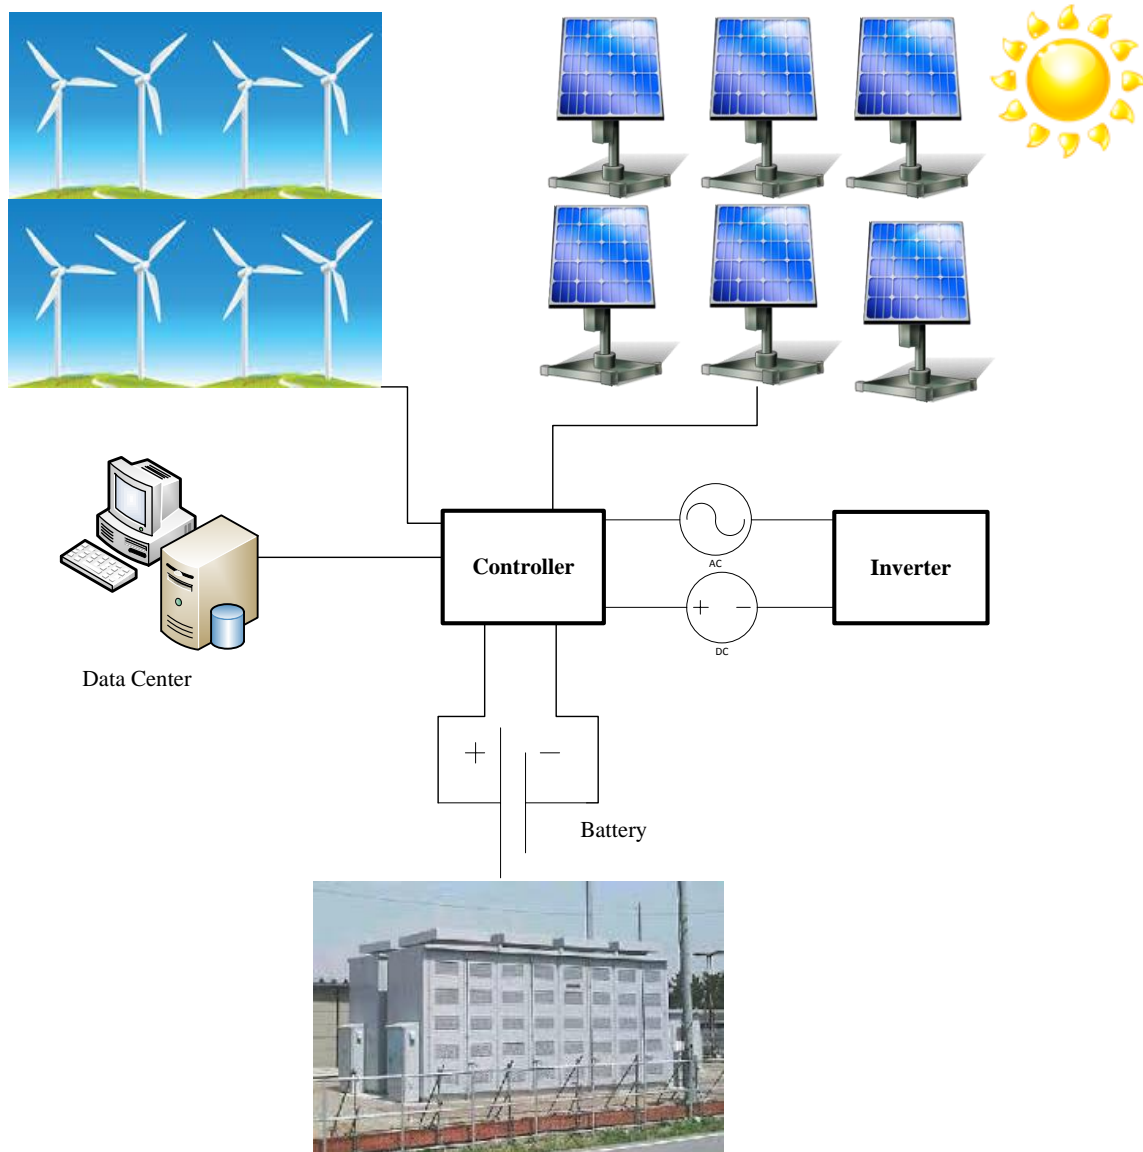 AC
Controller
Inverter
+
−
DC
Data Center
+
−
Battery